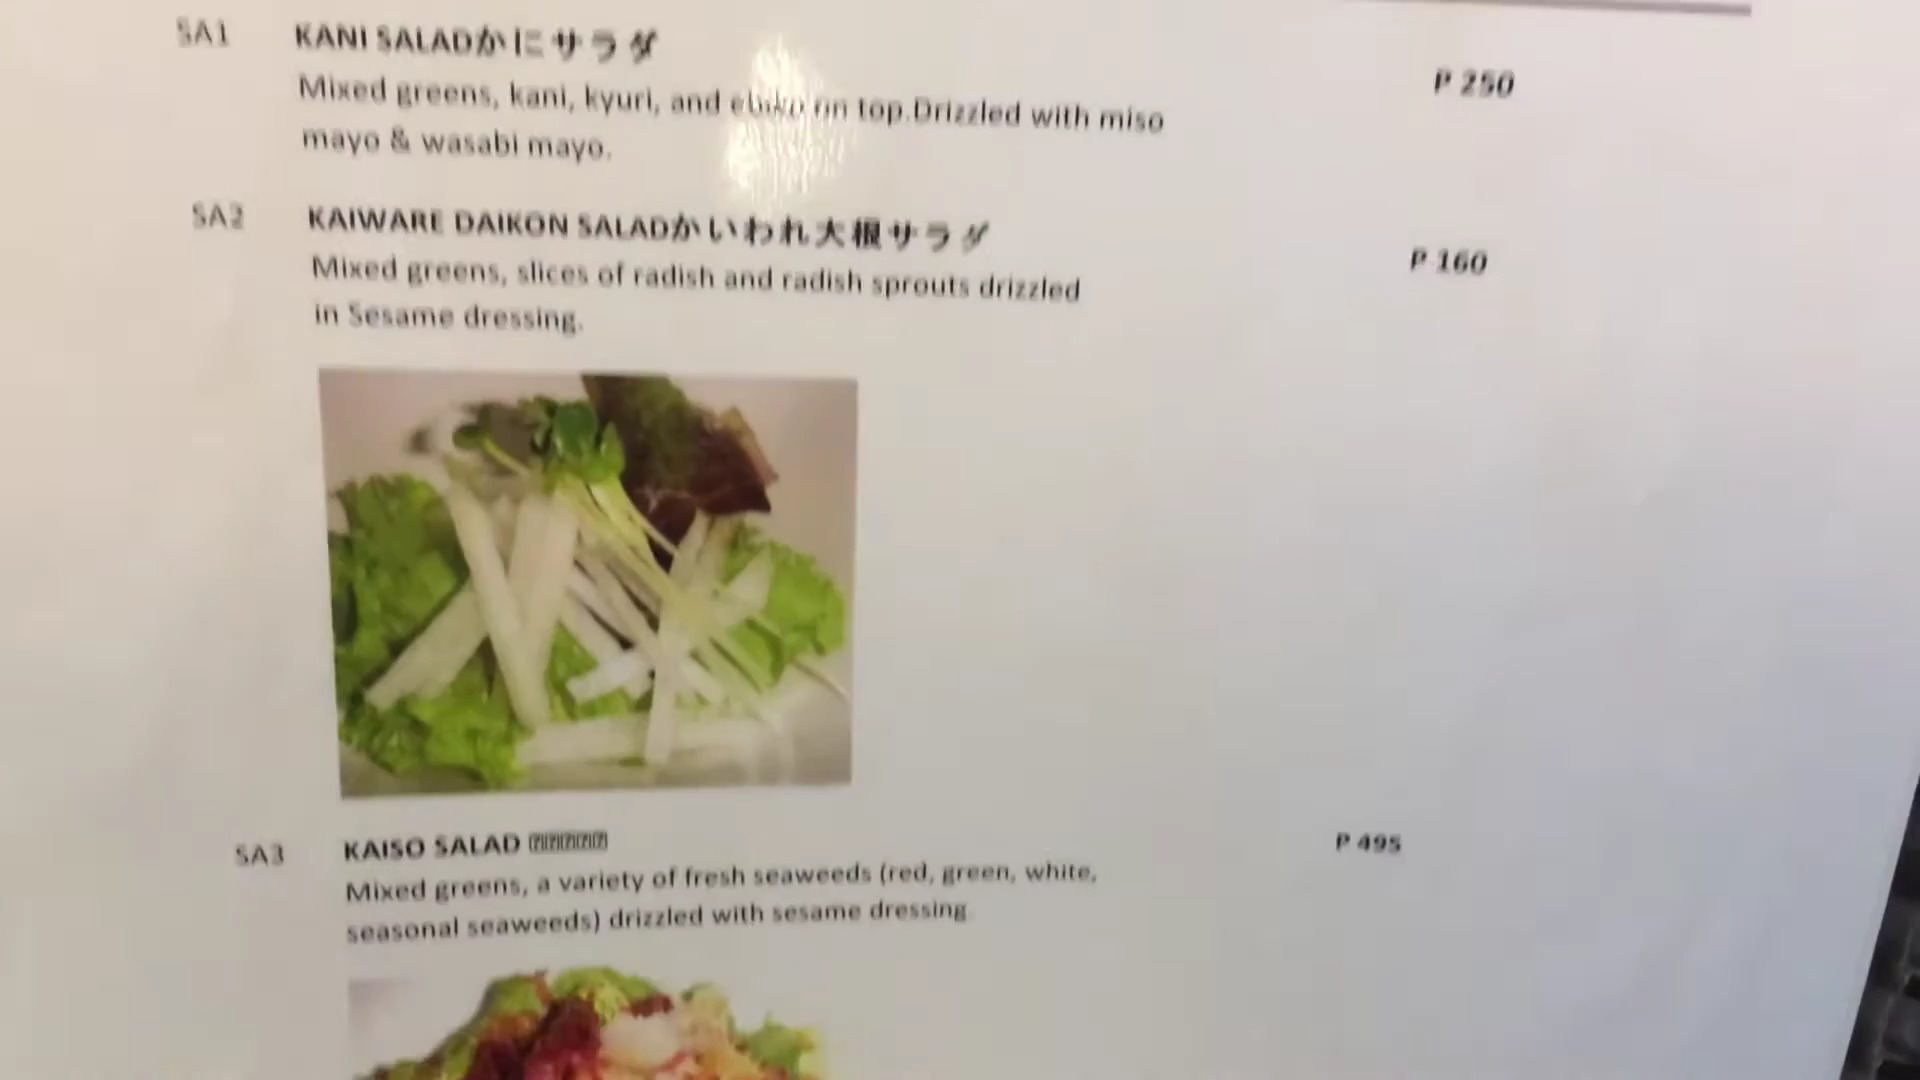 SA1 KANI SALADかにサラダ P 250
Mixed greens, kani, kyuri, and ebiko on top.Drizzled with miso
mayo & wasabi mayo.
SA2 KAIWARE DAIKON SALADかいわれ大根サラダ P 160
Mixed greens, slices of radish and radish sprouts drizzled
in Sesame dressing.
SA3 KAISO SALAD P 495
Mixed greens, a variety of fresh seaweeds (red, green, white,
seasonal seaweeds) drizzled with sesame dressing.